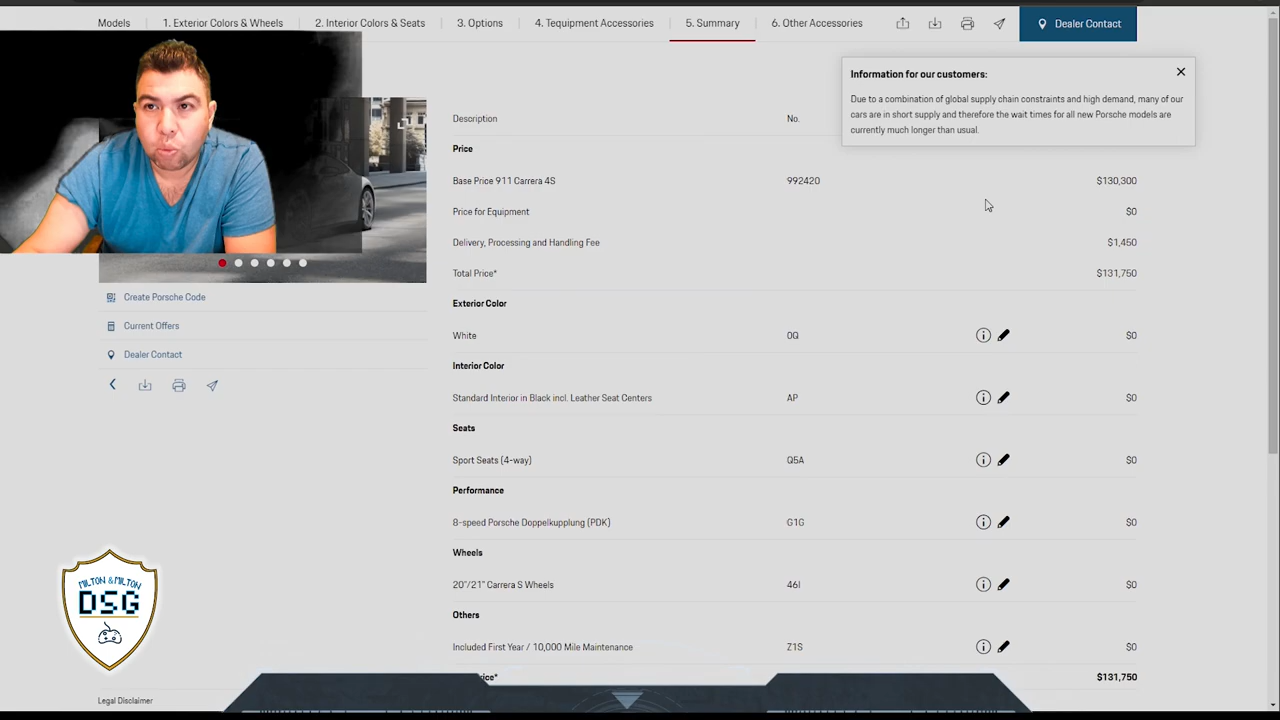 Models 1. Exterior Colors & Wheels 2. Interior Colors & Seats 3. Options 4. Tequipment Accessories 5. Summary 6. Other Accessories Dealer Contact
Information for our customers:
Due to a combination of global supply chain constraints and high demand, many of our
cars are in short supply and therefore the wait times for all new Porsche models are
currently much longer than usual.
Description No.
Price
Base Price 911 Carrera 4S 992420 $130,300
Price for Equipment $0
Delivery, Processing and Handling Fee $1,450
Total Price* $131,750
Exterior Color
White 0Q $0
Interior Color
Standard Interior in Black incl. Leather Seat Centers AP $0
Seats
Sport Seats (4-way) Q5A $0
Performance
8-speed Porsche Doppelkupplung (PDK) G1G $0
Wheels
20"/21" Carrera S Wheels 46I $0
Others
Included First Year / 10,000 Mile Maintenance Z1S $0
$131,750
Create Porsche Code
Current Offers
Dealer Contact
MILTON & MILTON
DSG
Legal Disclaimer